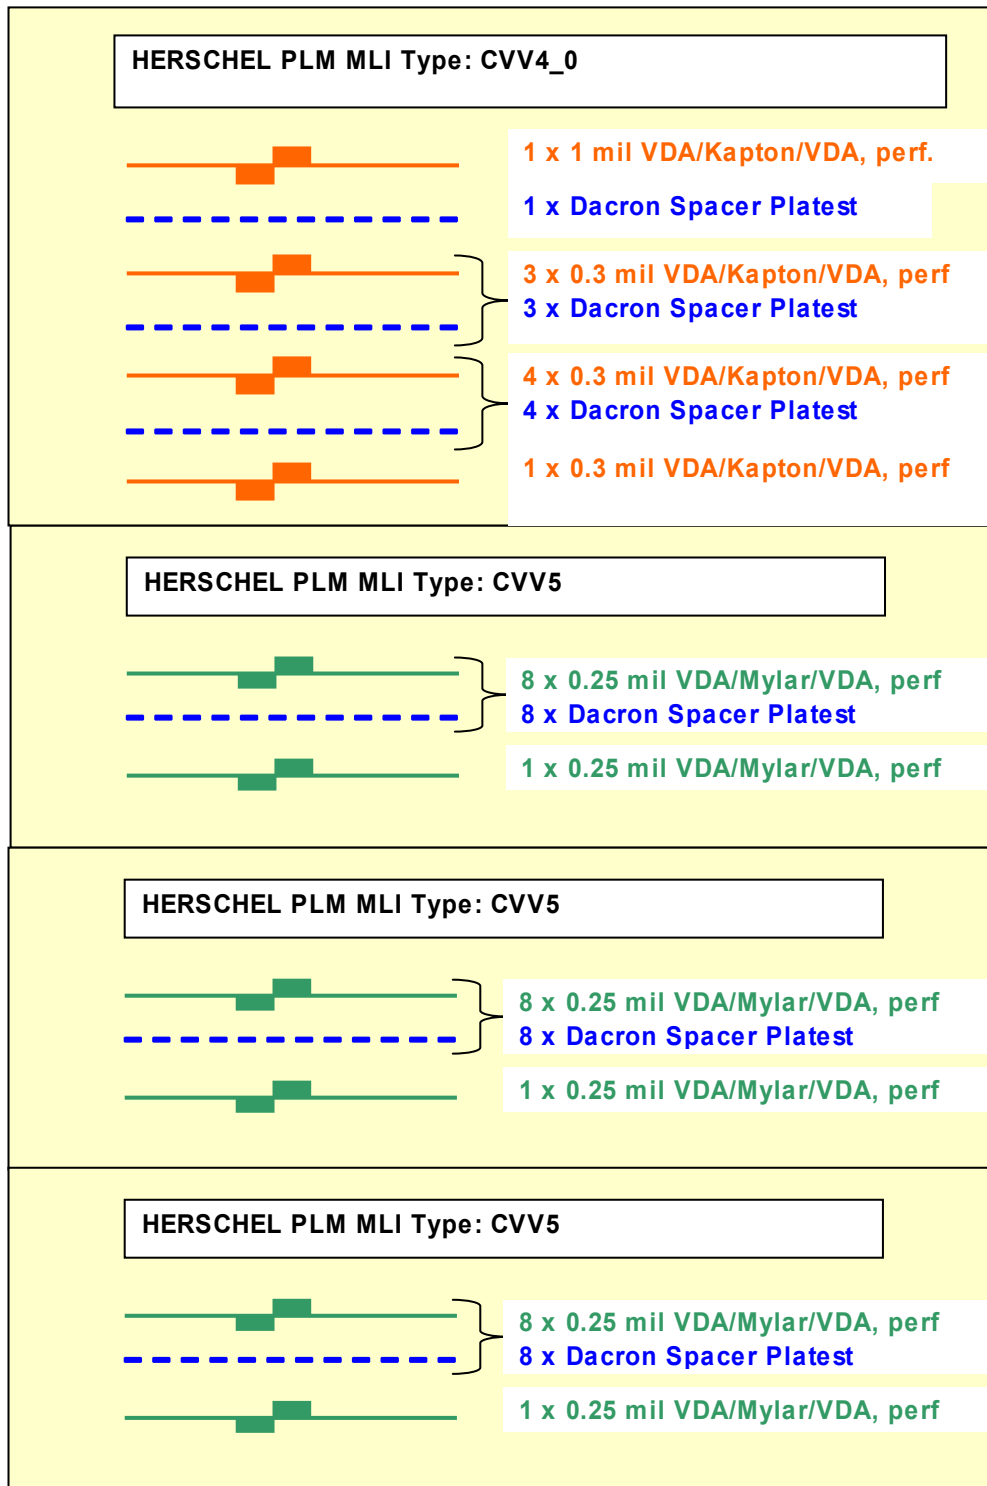 HERSCHEL PLM MLI Type: CVV4_0
1 x 1 mil VDA/Kapton/VDA, perf.
1 x Dacron Spacer Platest
3 x 0.3 mil VDA/Kapton/VDA, perf
3 x Dacron Spacer Platest
4 x 0.3 mil VDA/Kapton/VDA, perf
4 x Dacron Spacer Platest
1 x 0.3 mil VDA/Kapton/VDA, perf
HERSCHEL PLM MLI Type: CVV5
8 x 0.25 mil VDA/Mylar/VDA, perf
8 x Dacron Spacer Platest
1 x 0.25 mil VDA/Mylar/VDA, perf
HERSCHEL PLM MLI Type: CVV5
8 x 0.25 mil VDA/Mylar/VDA, perf
8 x Dacron Spacer Platest
1 x 0.25 mil VDA/Mylar/VDA, perf
HERSCHEL PLM MLI Type: CVV5
8 x 0.25 mil VDA/Mylar/VDA, perf
8 x Dacron Spacer Platest
1 x 0.25 mil VDA/Mylar/VDA, perf